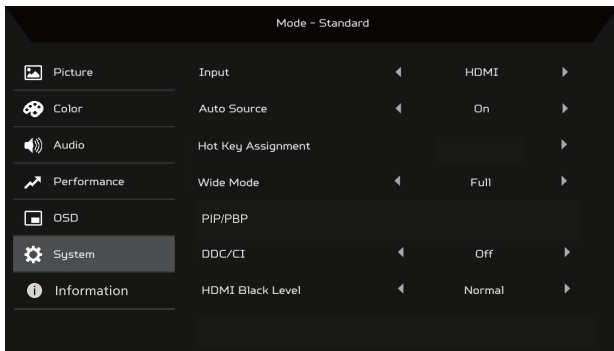 Mode - Standard
Picture
Input HDMI
Color
Auto Source On
Audio
Hot Key Assignment
Performance
Wide Mode Full
OSD
PIP/PBP
System
DDC/CI Off
Information
HDMI Black Level Normal